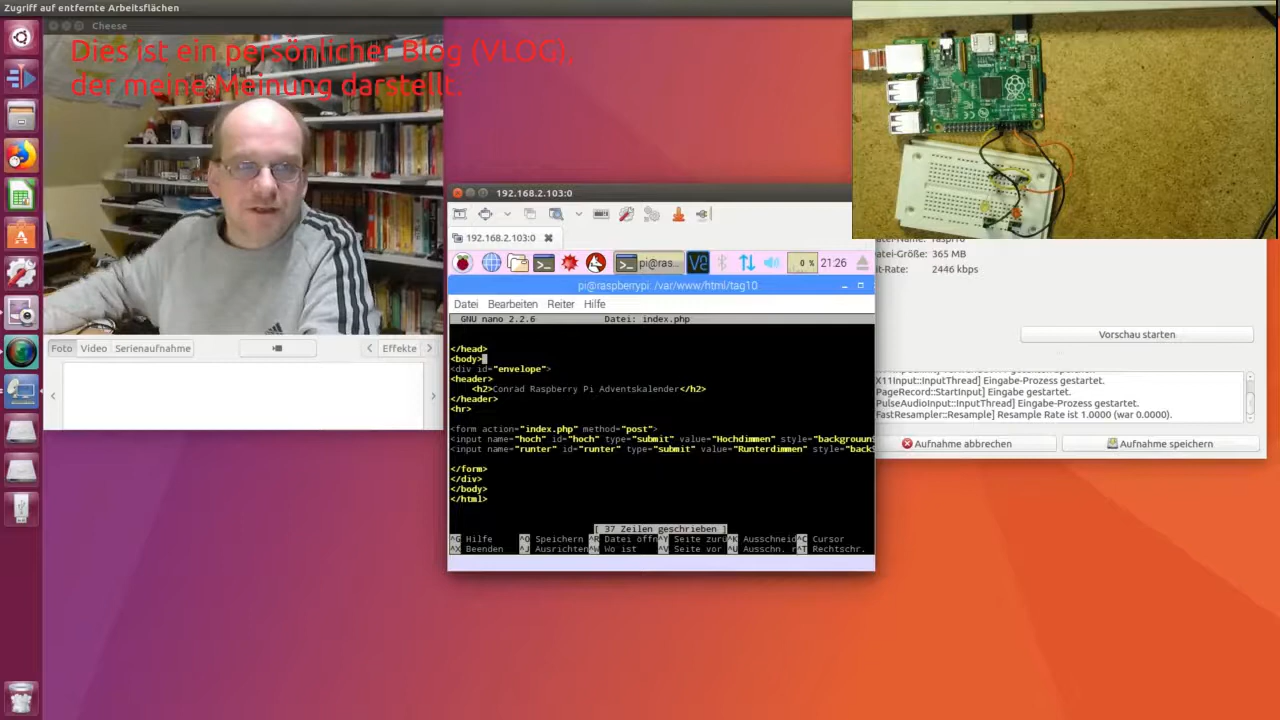 Zugriff auf entfernte Arbeitsflächen
Cheese
Dies ist ein persönlicher Blog (VLOG),
der meine Meinung darstellt.
Foto Video Serienaufnahme Effekte
192.168.2.103:0
192.168.2.103:0
pi@ras... 0 % 21:26
pi@raspberrypi: /var/www/html/tag10
Datei Bearbeiten Reiter Hilfe
GNU nano 2.2.6 Datei: index.php
</head>
<body>
<div id="envelope">
<header>
<h2>Conrad Raspberry Pi Adventskalender</h2>
</header>
<hr>
<form action="index.php" method="post">
<input name="hoch" id="hoch" type="submit" value="Hochdimmen" style="backgrouun
<input name="runter" id="runter" type="submit" value="Runterdimmen" style="back
</form>
</div>
</body>
</html>
[ 37 Zeilen geschrieben ]
^G Hilfe ^O Speichern ^R Datei öffn ^Y Seite zurü ^K Ausschneid ^C Cursor
^X Beenden ^J Ausrichten ^W Wo ist ^V Seite vor ^U Ausschn. r ^T Rechtschr.
Datei-Größe: 365 MB
it-Rate: 2446 kbps
Vorschau starten
X11Input::InputThread] Eingabe-Prozess gestartet.
PageRecord::StartInput] Eingabe gestartet.
PulseAudioInput::InputThread] Eingabe-Prozess gestartet.
FastResampler::Resample] Resample Rate ist 1.0000 (war 0.0000).
Aufnahme abbrechen Aufnahme speichern